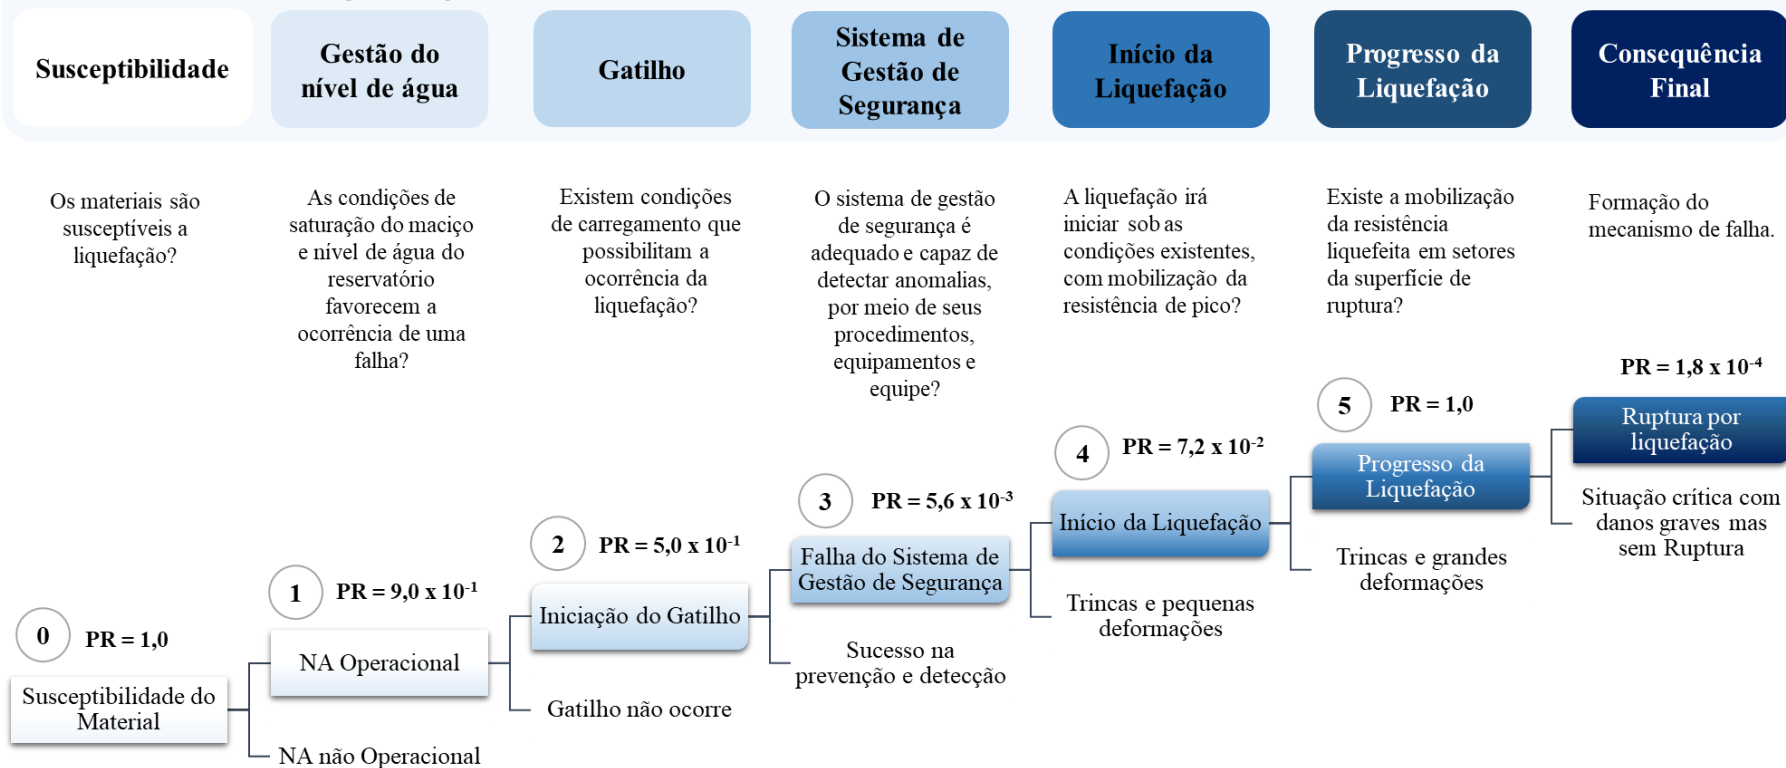 Susceptibilidade
Gestão do
nível de água
Gatilho
Sistema de
Gestão de
Segurança
Início da
Liquefação
Progresso da
Liquefação
Consequência
Final
Os materiais são
susceptíveis a
liquefação?
As condições de
saturação do maciço
e nível de água do
reservatório
favorecem a
ocorrência de uma
falha?
Existem condições
de carregamento que
possibilitam a
ocorrência da
liquefação?
O sistema de gestão
de segurança é
adequado e capaz de
detectar anomalias,
por meio de seus
procedimentos,
equipamentos e
equipe?
A liquefação irá
iniciar sob as
condições existentes,
com mobilização da
resistência de pico?
Existe a mobilização
da resistência
liquefeita em setores
da superfície de
ruptura?
Formação do
mecanismo de falha.
0 PR = 1,0
Susceptibilidade do
Material
1 PR = 9,0 x 10⁻¹
NA Operacional
NA não Operacional
2 PR = 5,0 x 10⁻¹
Iniciação do Gatilho
Gatilho não ocorre
3 PR = 5,6 x 10⁻³
Falha do Sistema de
Gestão de Segurança
Sucesso na
prevenção e detecção
4 PR = 7,2 x 10⁻²
Início da Liquefação
Trincas e pequenas
deformações
5 PR = 1,0
Progresso da
Liquefação
Trincas e grandes
deformações
PR = 1,8 x 10⁻⁴
Ruptura por
liquefação
Situação crítica com
danos graves mas
sem Ruptura